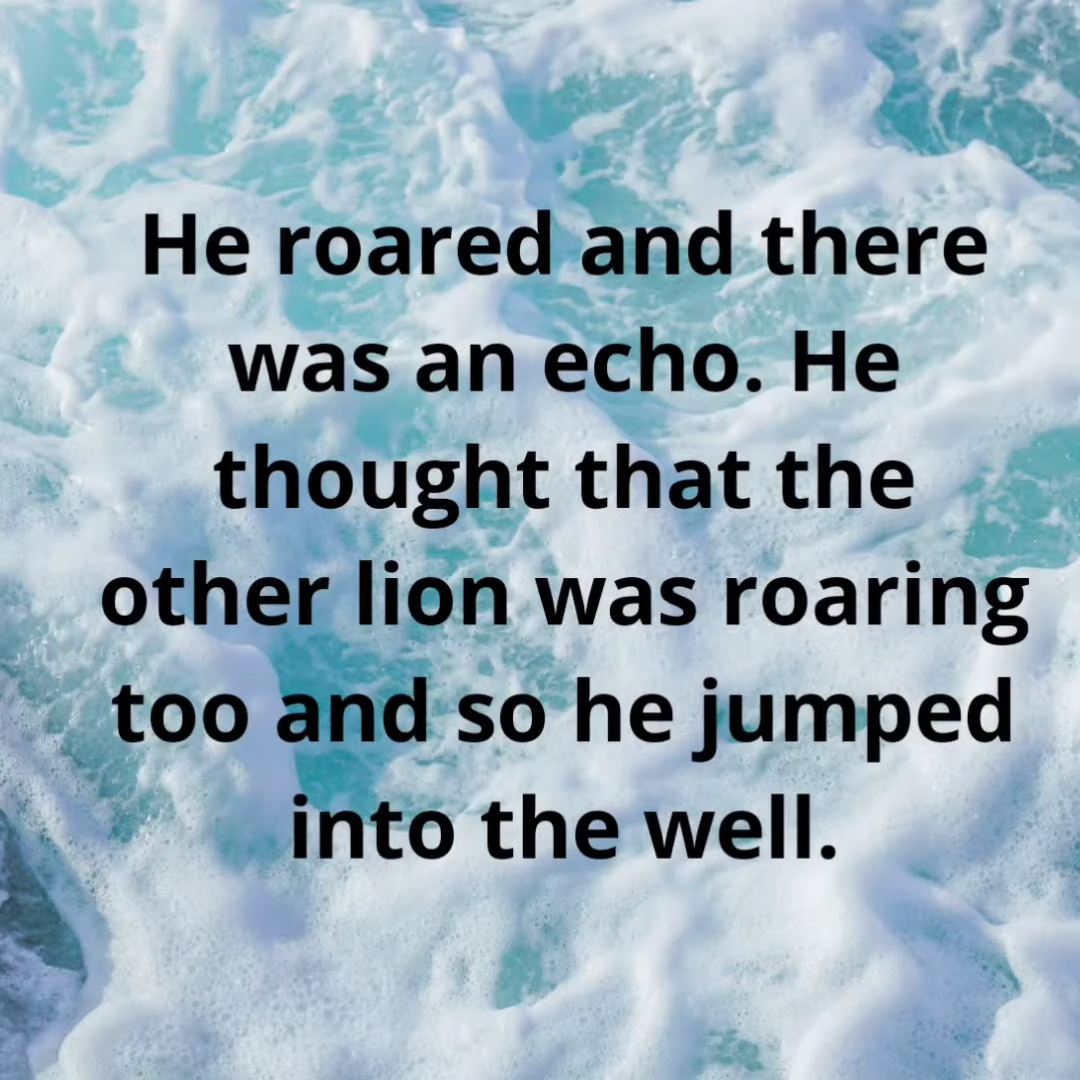 He roared and there
was an echo. He
thought that the
other lion was roaring
too and so he jumped
into the well.